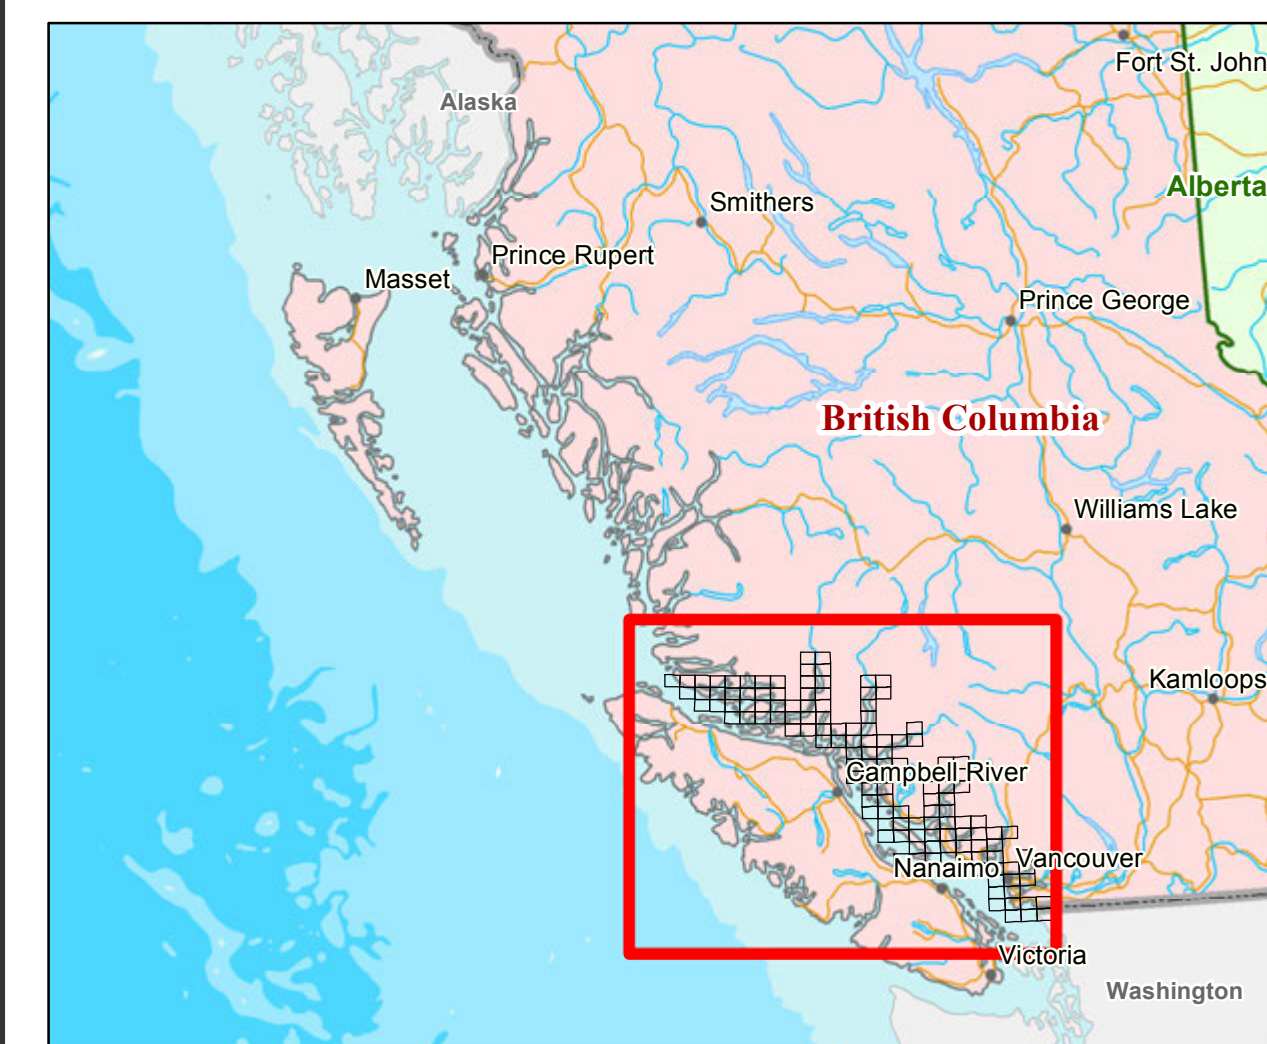 Fort St. John
Alaska
Alberta
Smithers
Prince Rupert
Masset
Prince George
British Columbia
Williams Lake
Kamloops
Campbell River
Vancouver
Nanaimo
Victoria
Washington